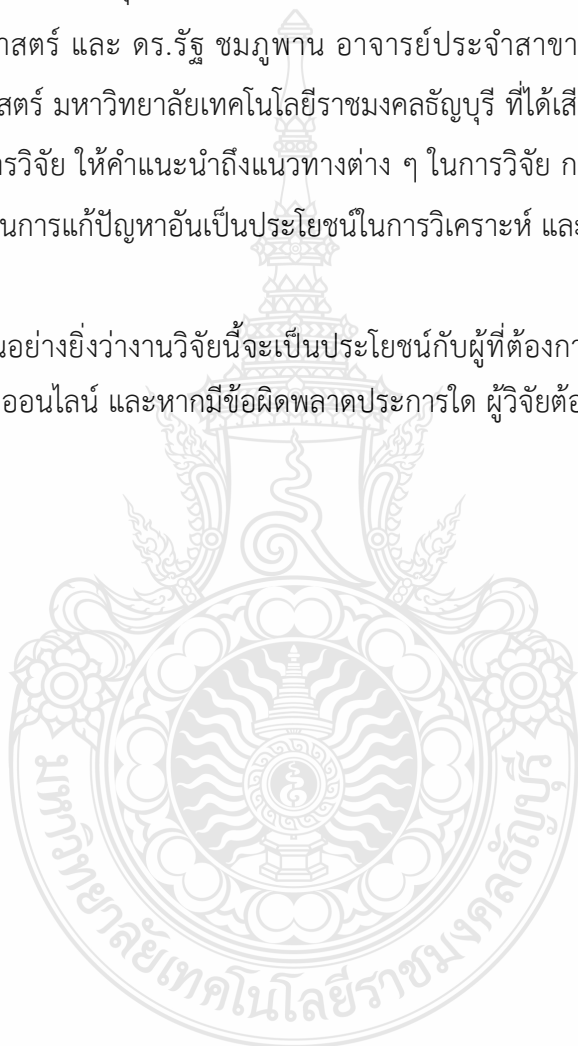 าสตร์ และ ดร.รัฐ ชมภูพาน อาจารย์ประจำสาขา
สตร์ มหาวิทยาลัยเทคโนโลยีราชมงคลธัญบุรี ที่ได้เสี
ารวิจัย ให้คำแนะนำถึงแนวทางต่าง ๆ ในการวิจัย ก
นการแก้ปัญหาอันเป็นประโยชน์ในการวิเคราะห์ และ
นอย่างยิ่งว่างานวิจัยนี้จะเป็นประโยชน์กับผู้ที่ต้องกา
ออนไลน์ และหากมีข้อผิดพลาดประการใด ผู้วิจัยต้อ
มหาวิทยาลัยเทคโนโลยีราชมงคลธัญบุรี